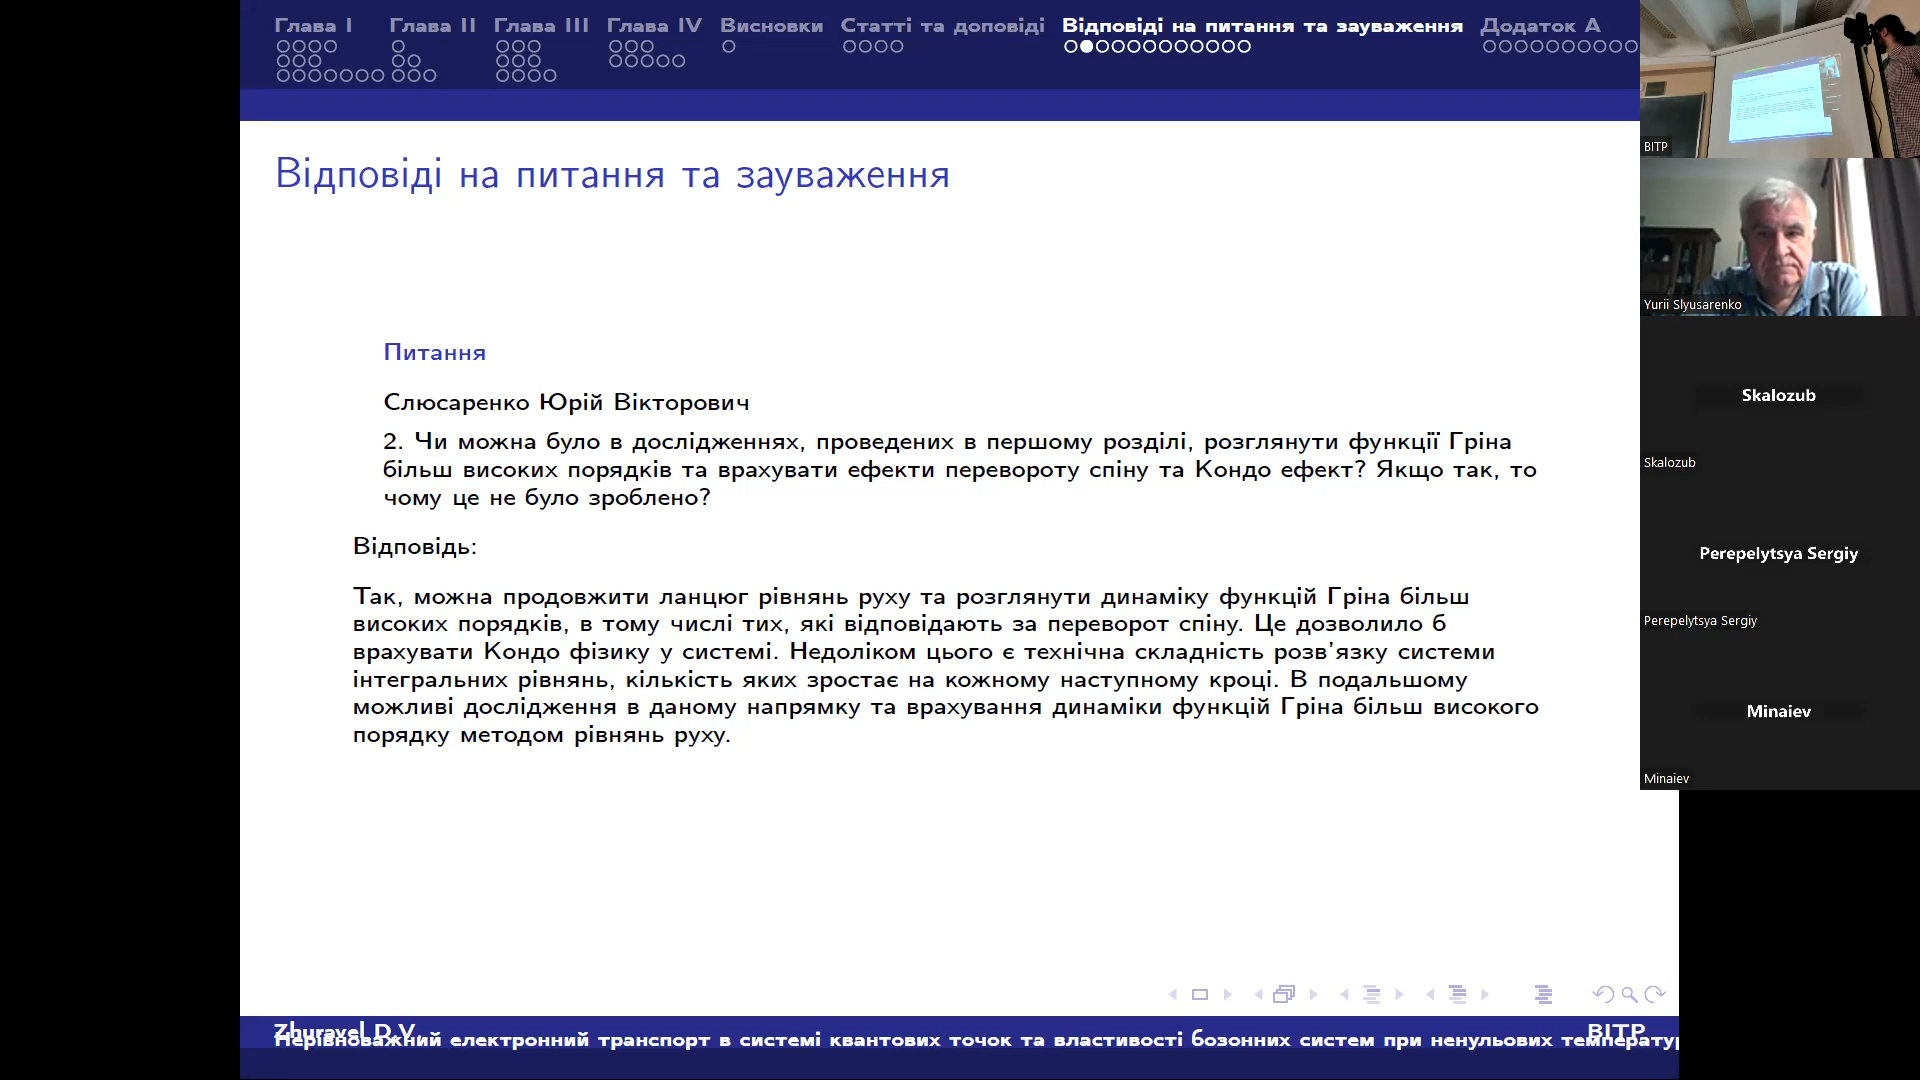 Глава I Глава II Глава III Глава IV Висновки Статті та доповіді Відповіді на питання та зауваження Додаток A
Відповіді на питання та зауваження
Питання
Слюсаренко Юрій Вікторович
2. Чи можна було в дослідженнях, проведених в першому розділі, розглянути функції Гріна
більш високих порядків та врахувати ефекти перевороту спіну та Кондо ефект? Якщо так, то
чому це не було зроблено?
Відповідь:
Так, можна продовжити ланцюг рівнянь руху та розглянути динаміку функцій Гріна більш
високих порядків, в тому числі тих, які відповідають за переворот спіну. Це дозволило б
врахувати Кондо фізику у системі. Недоліком цього є технічна складність розв’язку системи
інтегральних рівнянь, кількість яких зростає на кожному наступному кроці. В подальшому
можливі дослідження в даному напрямку та врахування динаміки функцій Гріна більш високого
порядку методом рівнянь руху.
Zhuravel D.V. BITP
Нерівноважний електронний транспорт в системі квантових точок та властивості бозонних систем при ненульових температур
BITP
Yurii Slyusarenko
Skalozub
Skalozub
Perepelytsya Sergiy
Perepelytsya Sergiy
Minaiev
Minaiev